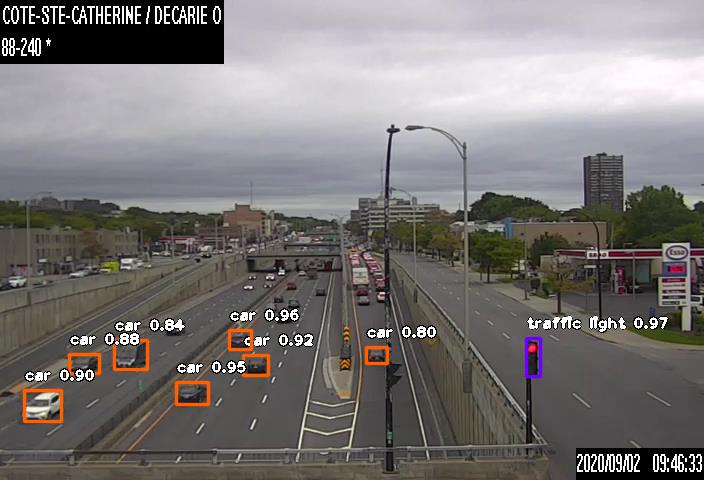 COTE-STE-CATHERINE / DECARIE O
88-240 *
car 0.96
car 0.84
car 0.80
traffic light 0.97
car 0.88
car 0.92
car 0.95
car 0.90
Esso
2020/09/02 09:46:33